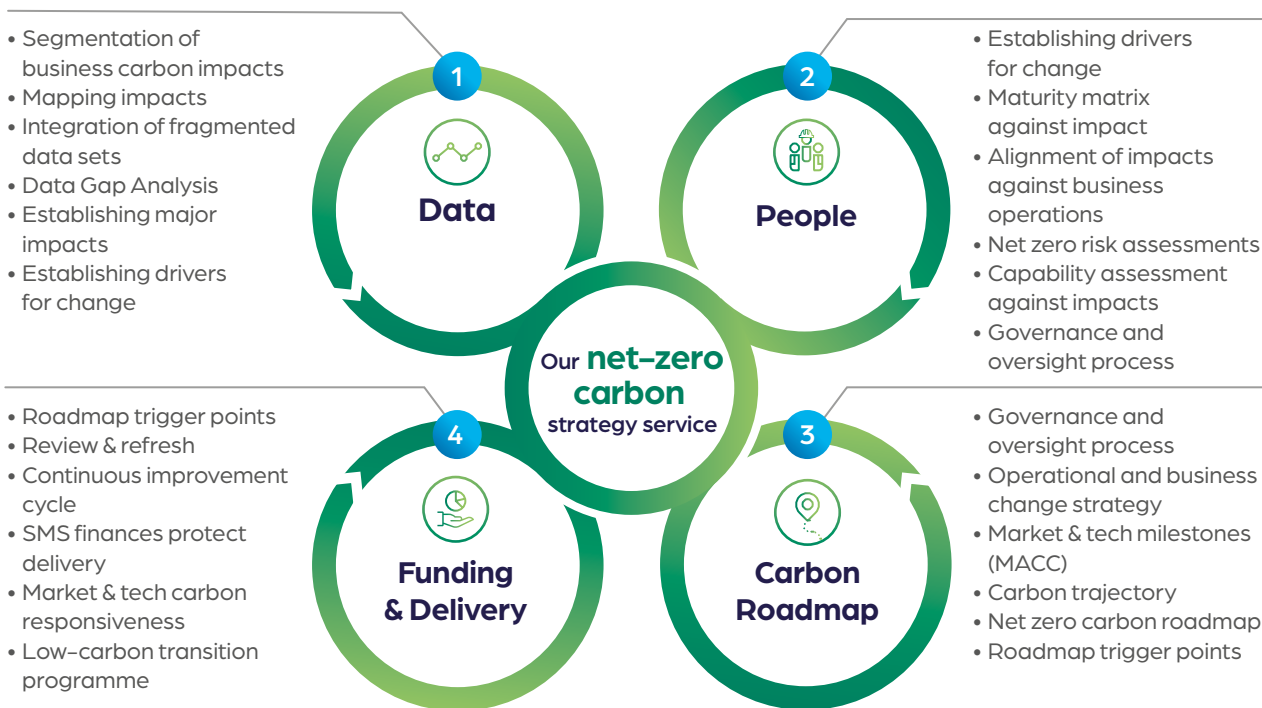 1
Data
• Segmentation of
business carbon impacts
• Mapping impacts
• Integration of fragmented
data sets
• Data Gap Analysis
• Establishing major
impacts
• Establishing drivers
for change
2
People
• Establishing drivers
for change
• Maturity matrix
against impact
• Alignment of impacts
against business
operations
• Net zero risk assessments
• Capability assessment
against impacts
• Governance and
oversight process
Our net-zero
carbon
strategy service
3
Carbon
Roadmap
• Governance and
oversight process
• Operational and business
change strategy
• Market & tech milestones
(MACC)
• Carbon trajectory
• Net zero carbon roadmap
• Roadmap trigger points
4
Funding
& Delivery
• Roadmap trigger points
• Review & refresh
• Continuous improvement
cycle
• SMS finances protect
delivery
• Market & tech carbon
responsiveness
• Low-carbon transition
programme